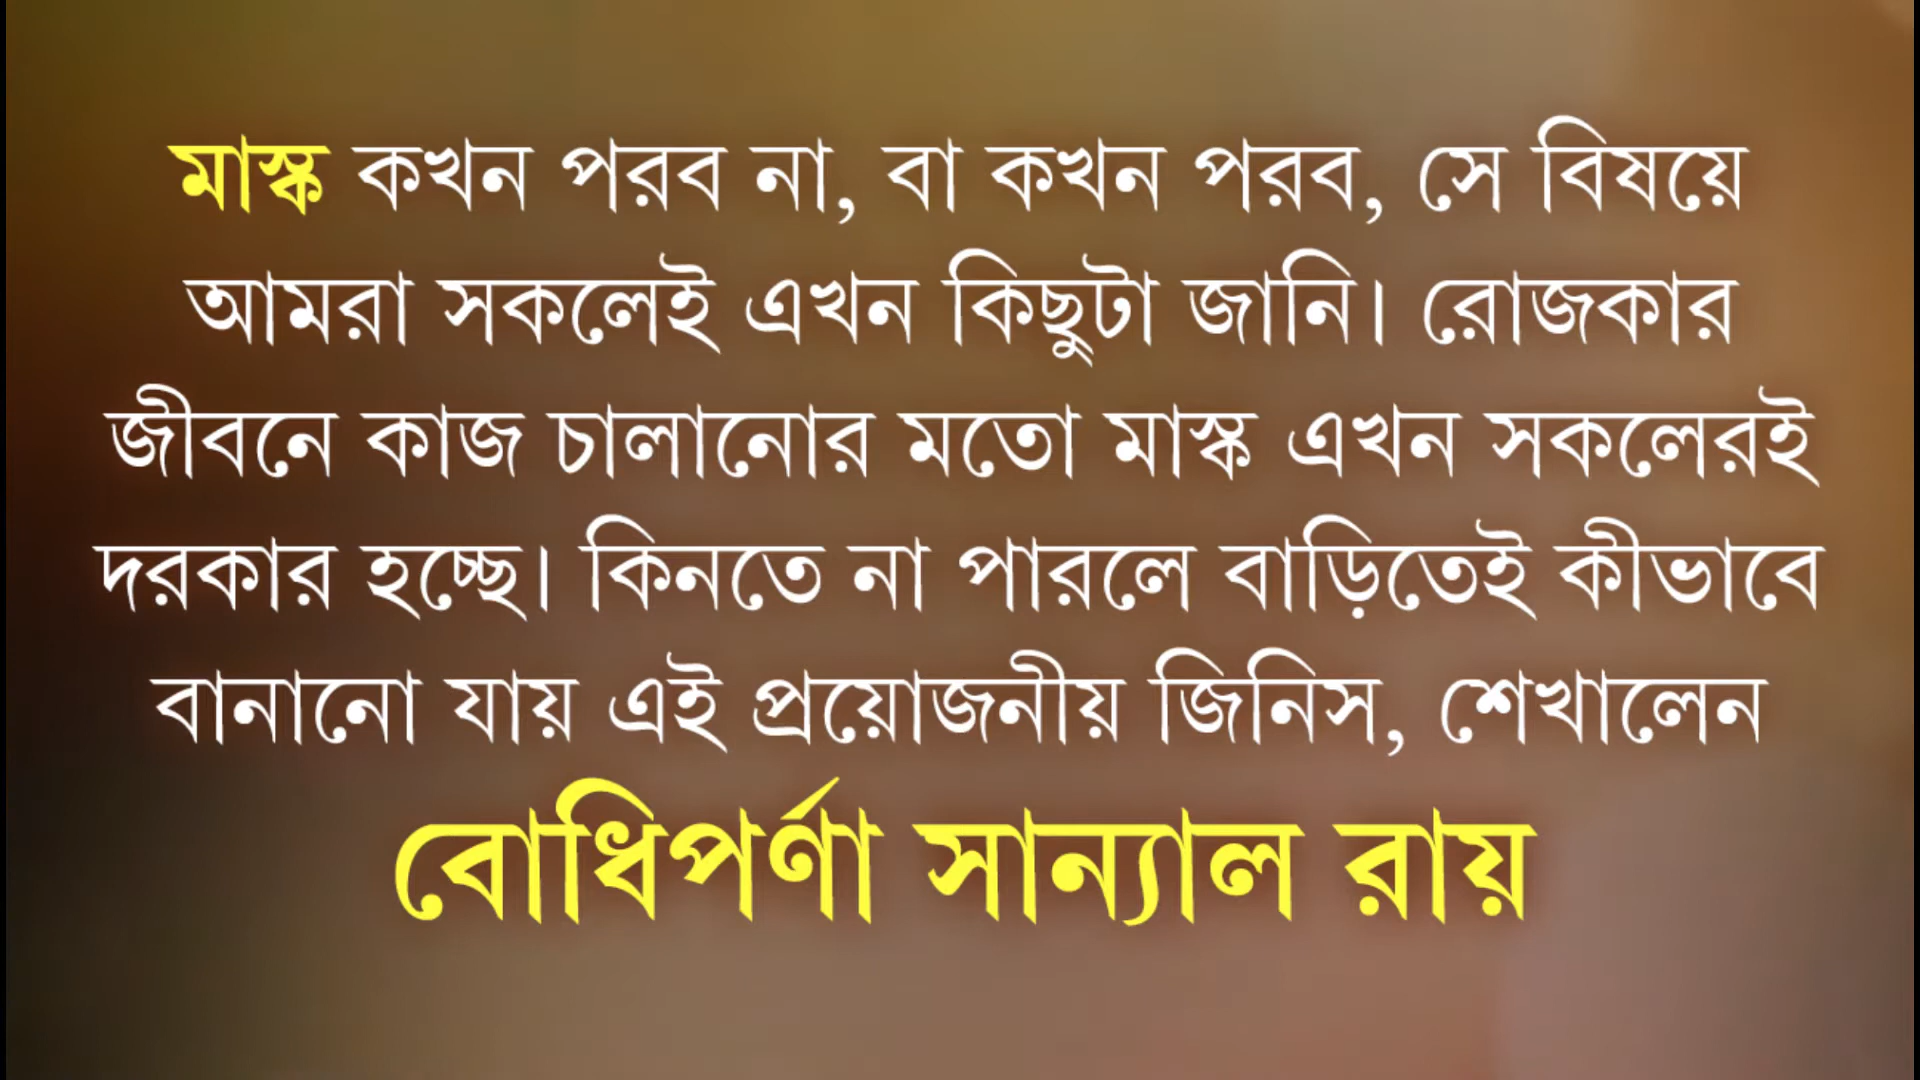 মাস্ক কখন পরব না, বা কখন পরব, সে বিষয়ে
আমরা সকলেই এখন কিছুটা জানি। রোজকার
জীবনে কাজ চালানোর মতো মাস্ক এখন সকলেরই
দরকার হচ্ছে। কিনতে না পারলে বাড়িতেই কীভাবে
বানানো যায় এই প্রয়োজনীয় জিনিস, শেখালেন
বোধিপর্ণা সান্যাল রায়